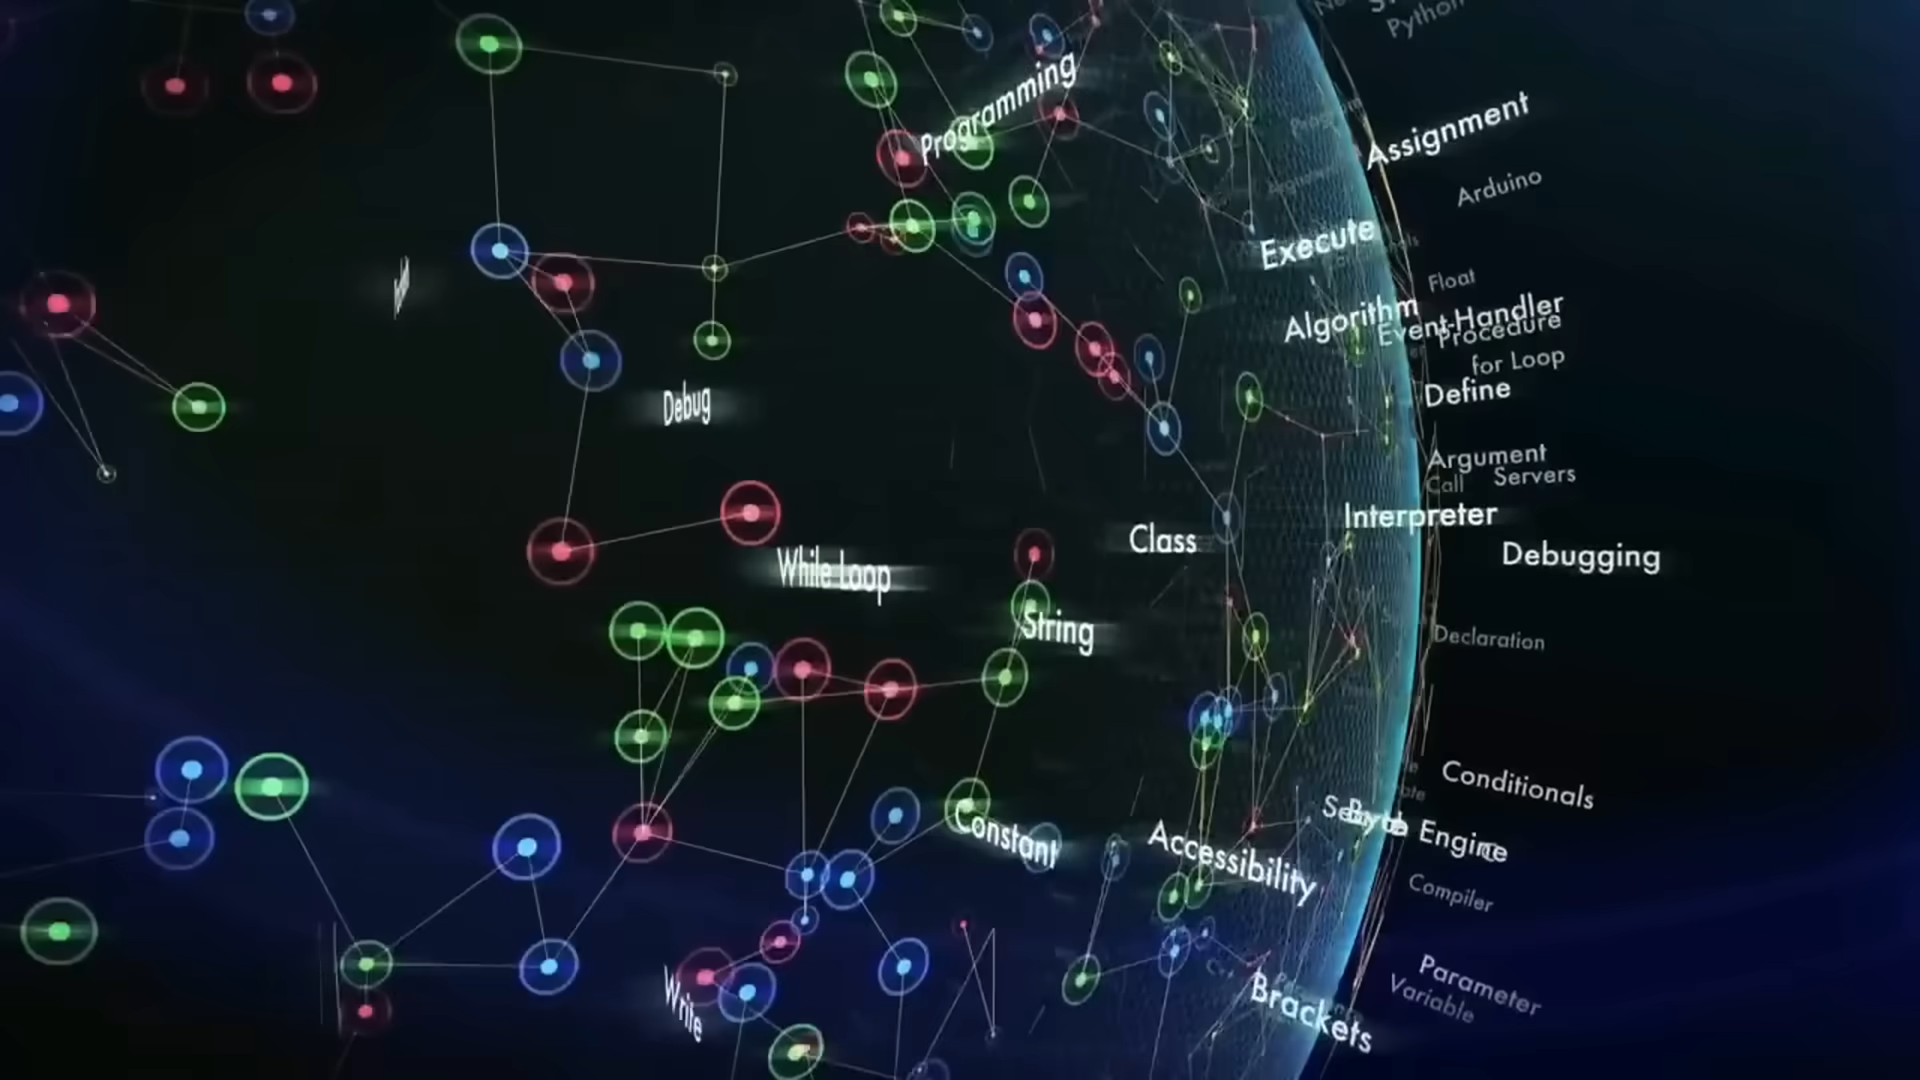 Python
Programming
Assignment
Arduino
Execute
Float
Algorithm
Event-Handler
Procedure
for Loop
Define
Debug
Argument
Call
Servers
Interpreter
Class
Debugging
While Loop
String
Declaration
Conditionals
Constant
Accessibility
Engine
Compiler
Parameter
Variable
Write
Brackets